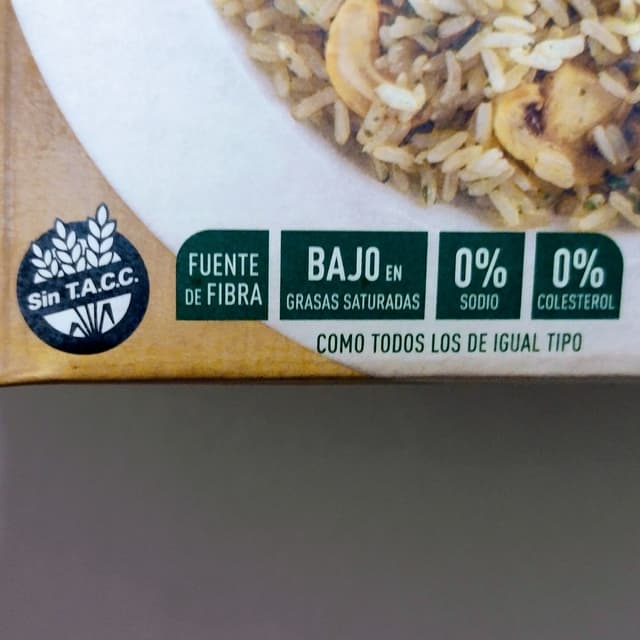 Sin T.A.C.C.
FUENTE
DE FIBRA
BAJO EN
GRASAS SATURADAS
0%
SODIO
0%
COLESTEROL
COMO TODOS LOS DE IGUAL TIPO